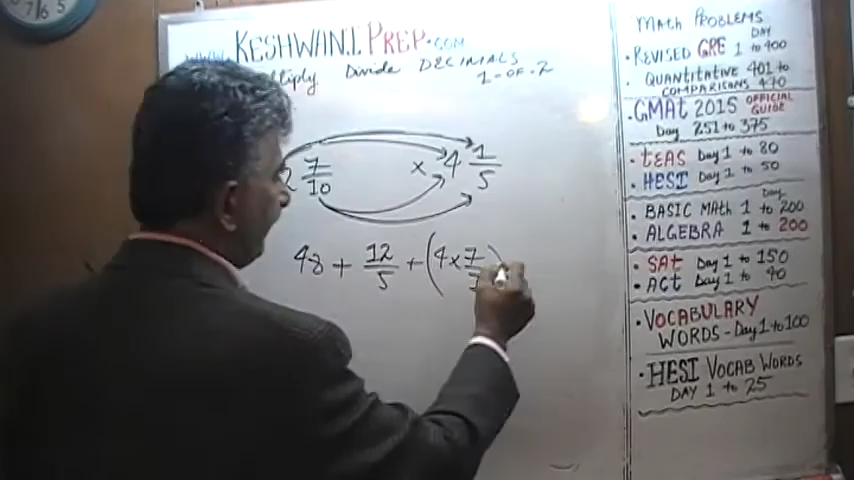 7 6 5
www. KESHWANI PREP.COM
Divide DECIMALS
1-OF-2
2 7/10 × 4 1/5
48 + 12/5 + (4×7/
MATH PROBLEMS
DAY
• REVISED GRE 1 to 400
• QUANTITATIVE 401 to
COMPARISONS 470
• GMAt 2015 OFFICIAL GUIDE
Day 251 to 375
• tEAS Day 1 to 80
• HESI Day 1 to 50
Day
• BASIC MAth 1 to 200
• ALGEBRA 1 to 200
• SAt Day 1 to 150
• ACt Day 1 to 90
• VOCABULARY
WORDS - Day 1 to 100
• HESI VOCAB WORDS
DAY 1 to 25